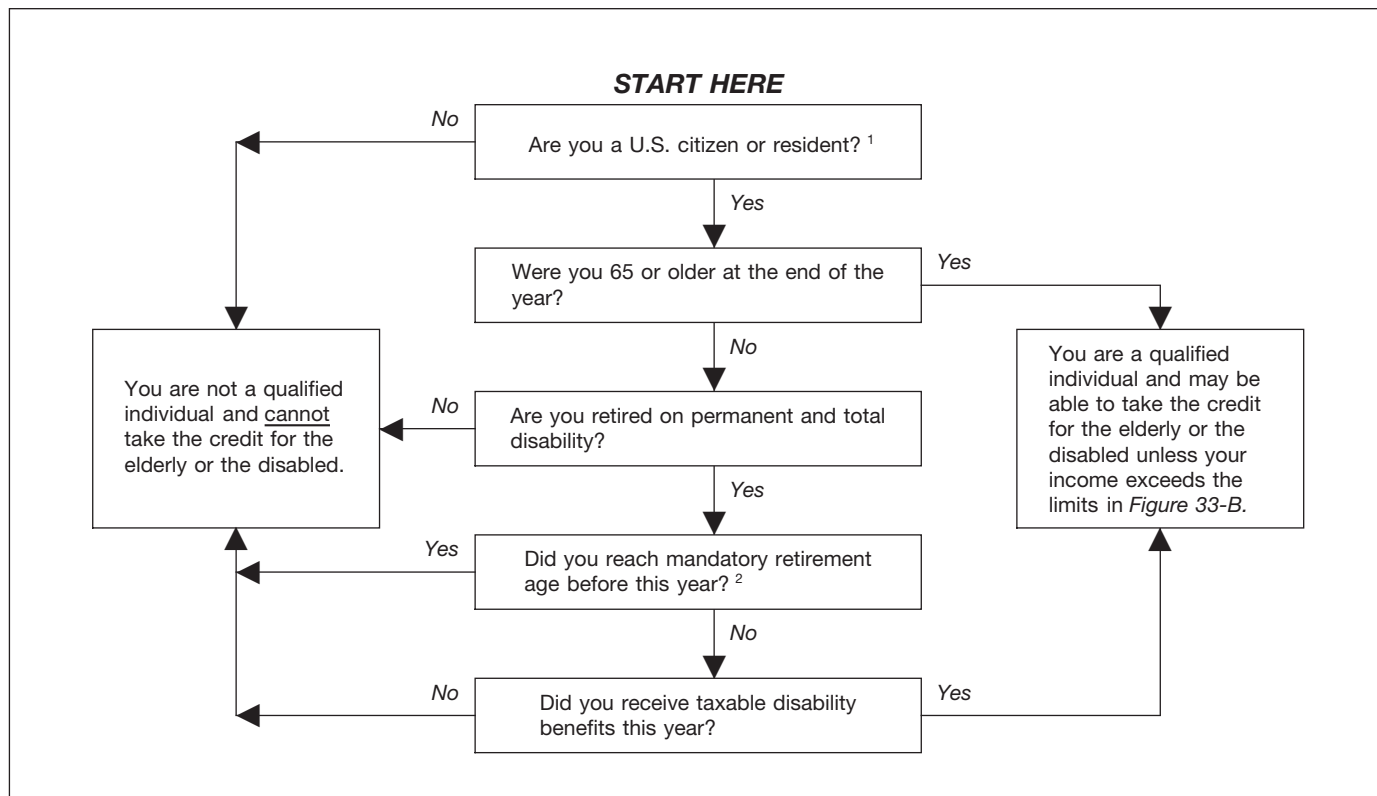 START HERE
No
Are you a U.S. citizen or resident? 1
Yes
Were you 65 or older at the end of the
year?
Yes
No
You are not a qualified
individual and cannot
take the credit for the
elderly or the disabled.
No
Are you retired on permanent and total
disability?
You are a qualified
individual and may be
able to take the credit
for the elderly or the
disabled unless your
income exceeds the
limits in Figure 33-B.
Yes
Yes
Did you reach mandatory retirement
age before this year? 2
No
No
Did you receive taxable disability
benefits this year?
Yes